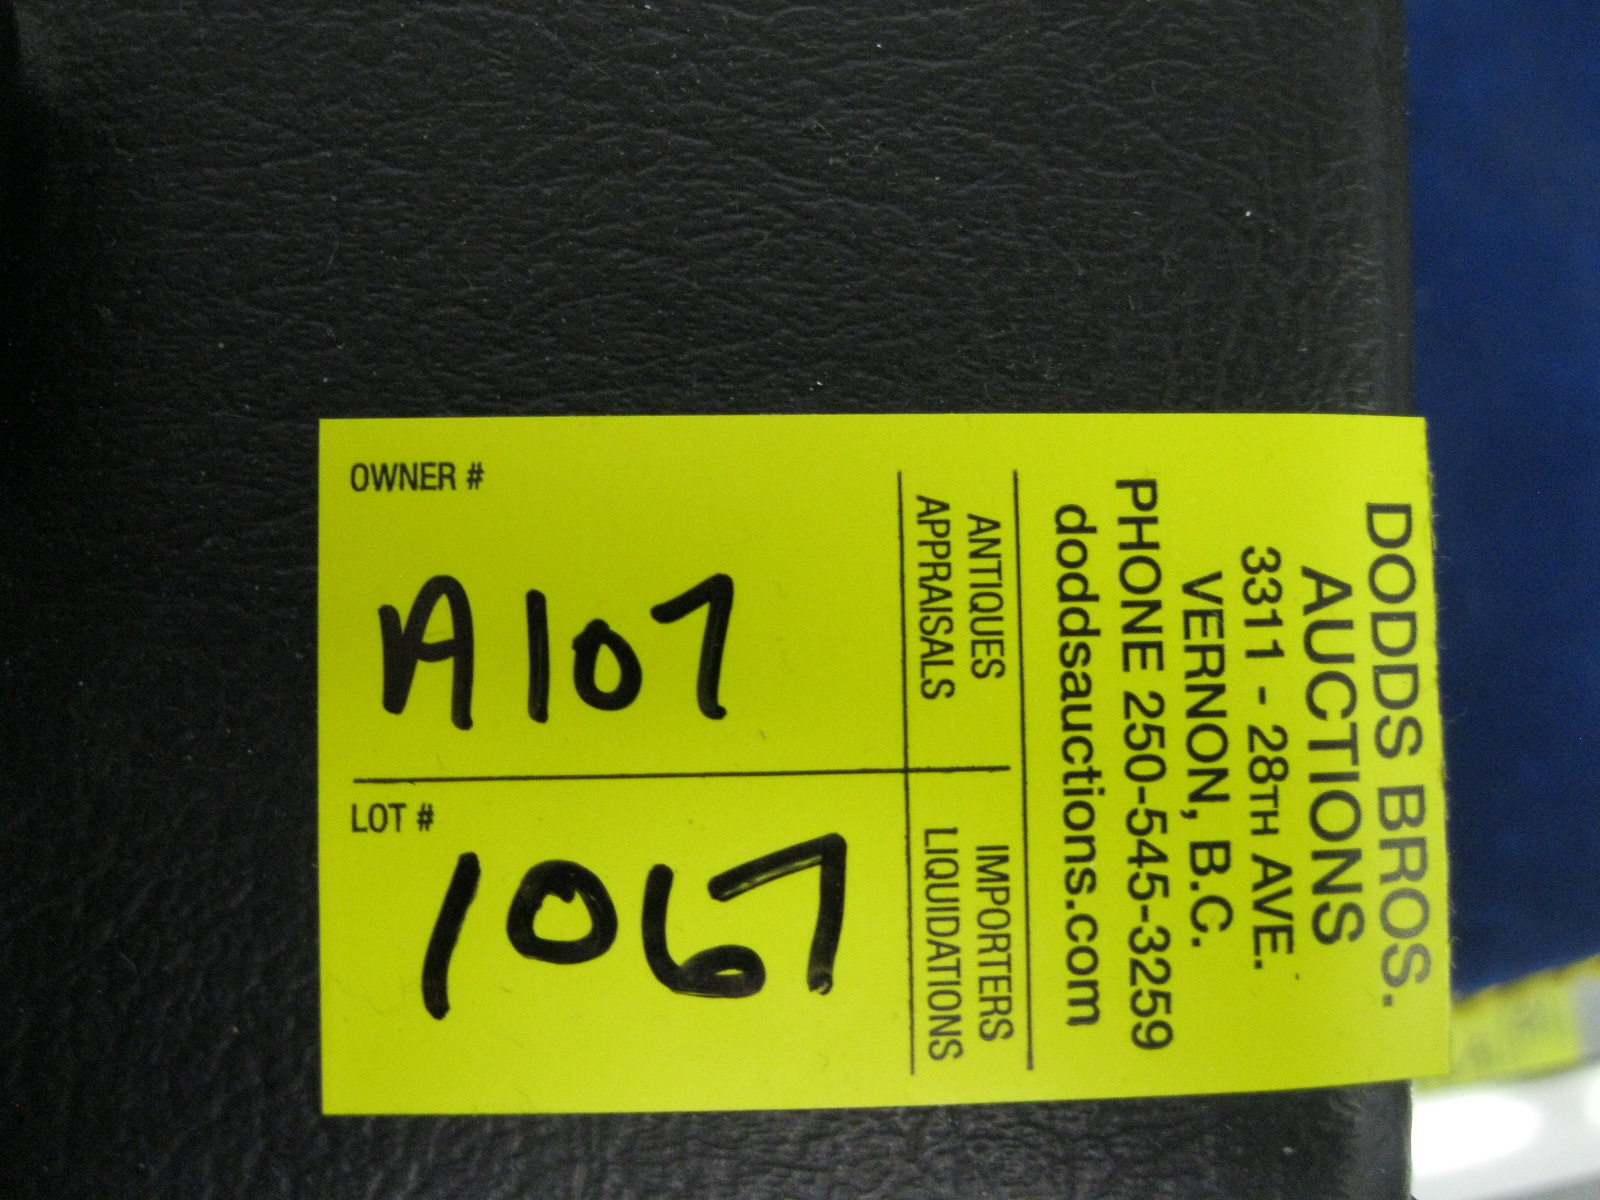 DODDS BROS.
AUCTIONS
3311 - 28TH AVE.
VERNON, B.C.
PHONE 250-545-3259
doddsauctions.com
ANTIQUES
APPRAISALS
IMPORTERS
LIQUIDATIONS
OWNER #
A107
LOT #
1067